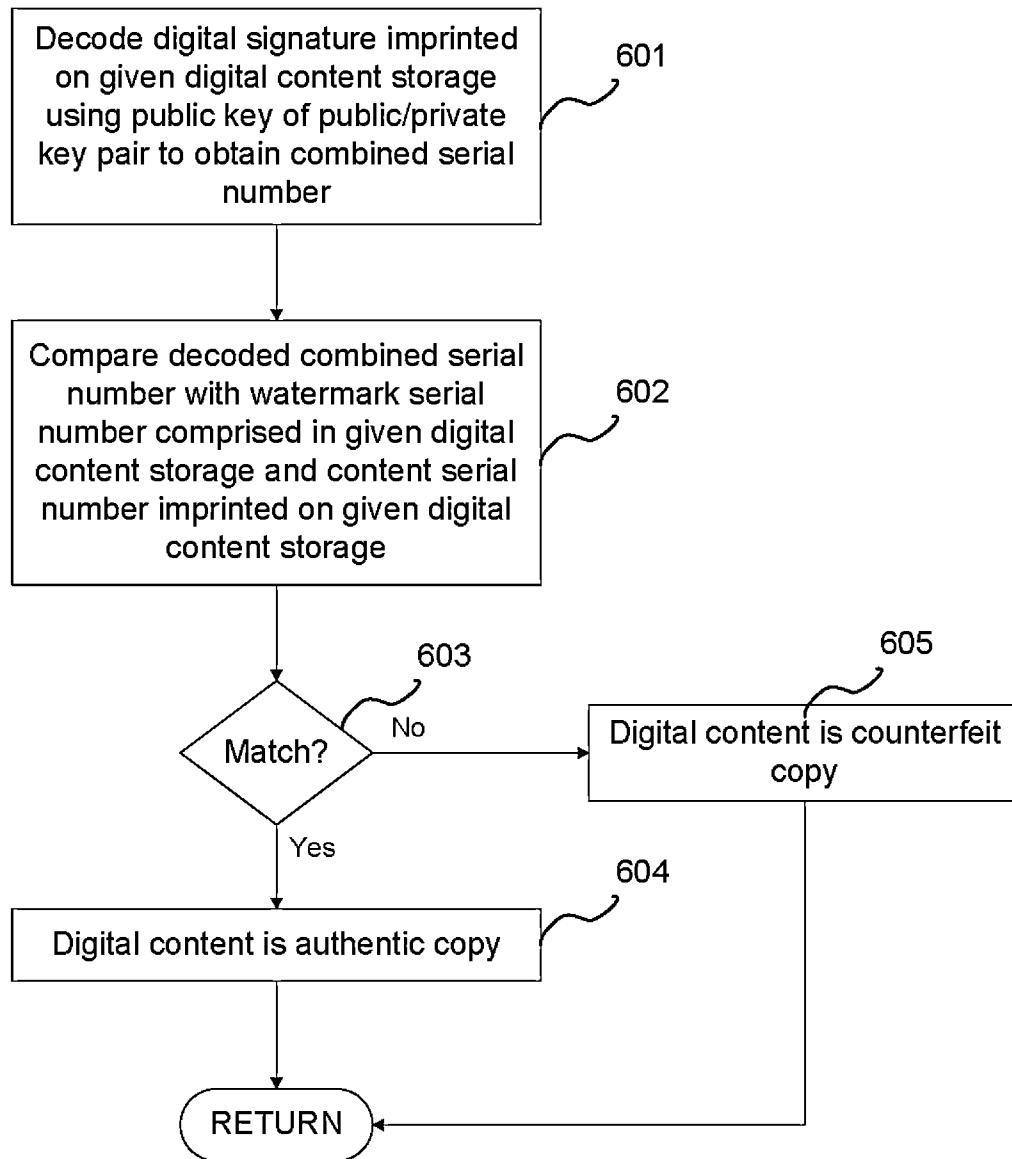 Decode digital signature imprinted
on given digital content storage
using public key of public/private
key pair to obtain combined serial
number
601
Compare decoded combined serial
number with watermark serial
number comprised in given digital
content storage and content serial
number imprinted on given digital
content storage
602
603
Match?
No
605
Digital content is counterfeit
copy
Yes
604
Digital content is authentic copy
RETURN